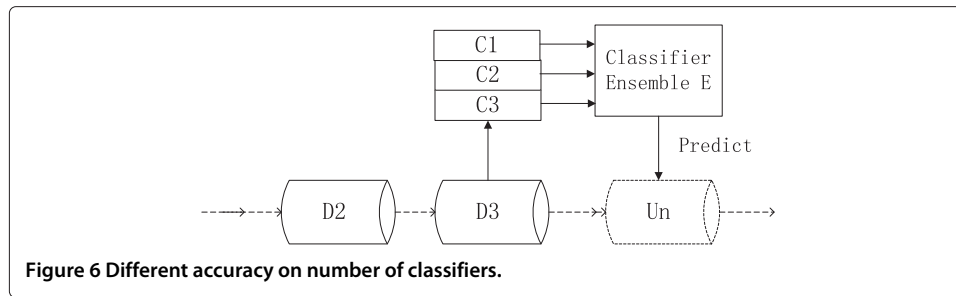 C1
C2
C3
Classifier
Ensemble E
Predict
D2
D3
Un
Figure 6 Different accuracy on number of classifiers.